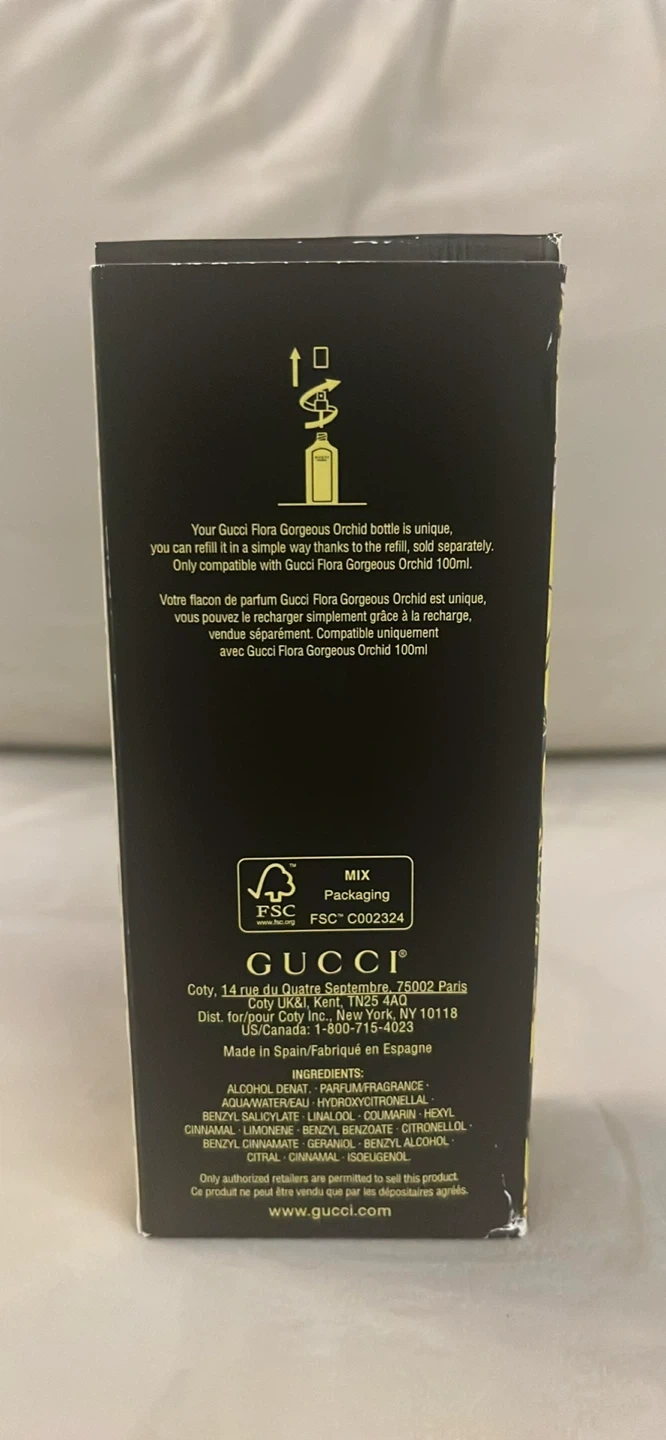 Your Gucci Flora Gorgeous Orchid bottle is unique,
you can refill it in a simple way thanks to the refill, sold separately.
Only compatible with Gucci Flora Gorgeous Orchid 100ml.
Votre flacon de parfum Gucci Flora Gorgeous Orchid est unique,
vous pouvez le recharger simplement grâce à la recharge,
vendue séparément. Compatible uniquement
avec Gucci Flora Gorgeous Orchid 100ml
FSC
www.fsc.org
MIX
Packaging
FSC™ C002324
GUCCI®
Coty, 14 rue du Quatre Septembre, 75002 Paris
Coty UK&I, Kent, TN25 4AQ
Dist. for/pour Coty Inc., New York, NY 10118
US/Canada: 1-800-715-4023
Made in Spain/Fabriqué en Espagne
INGREDIENTS:
ALCOHOL DENAT. · PARFUM/FRAGRANCE ·
AQUA/WATER/EAU · HYDROXYCITRONELLAL ·
BENZYL SALICYLATE · LINALOOL · COUMARIN · HEXYL
CINNAMAL · LIMONENE · BENZYL BENZOATE · CITRONELLOL ·
BENZYL CINNAMATE · GERANIOL · BENZYL ALCOHOL ·
CITRAL · CINNAMAL · ISOEUGENOL.
Only authorized retailers are permitted to sell this product.
Ce produit ne peut être vendu que par les dépositaires agréés.
www.gucci.com